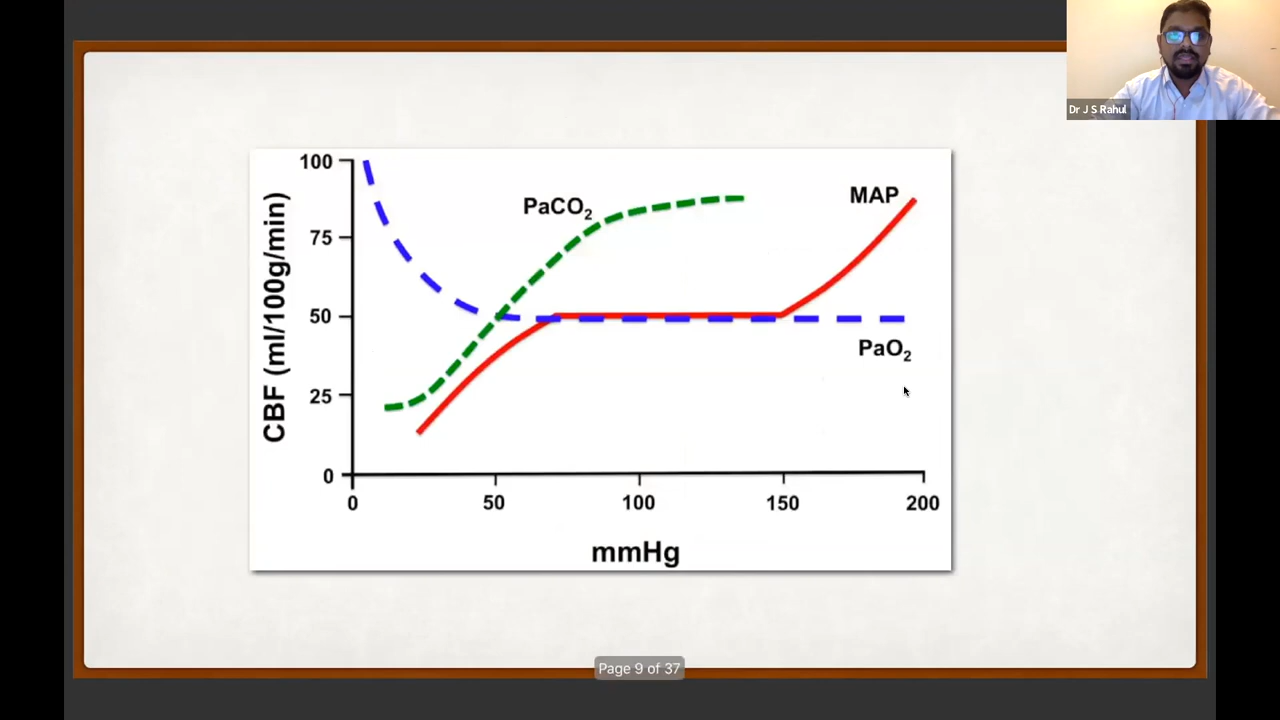 Dr J S Rahul
100
PaCO₂
MAP
75
CBF (ml/100g/min)
50
PaO₂
25
0
0 50 100 150 200
mmHg
Page 9 of 37